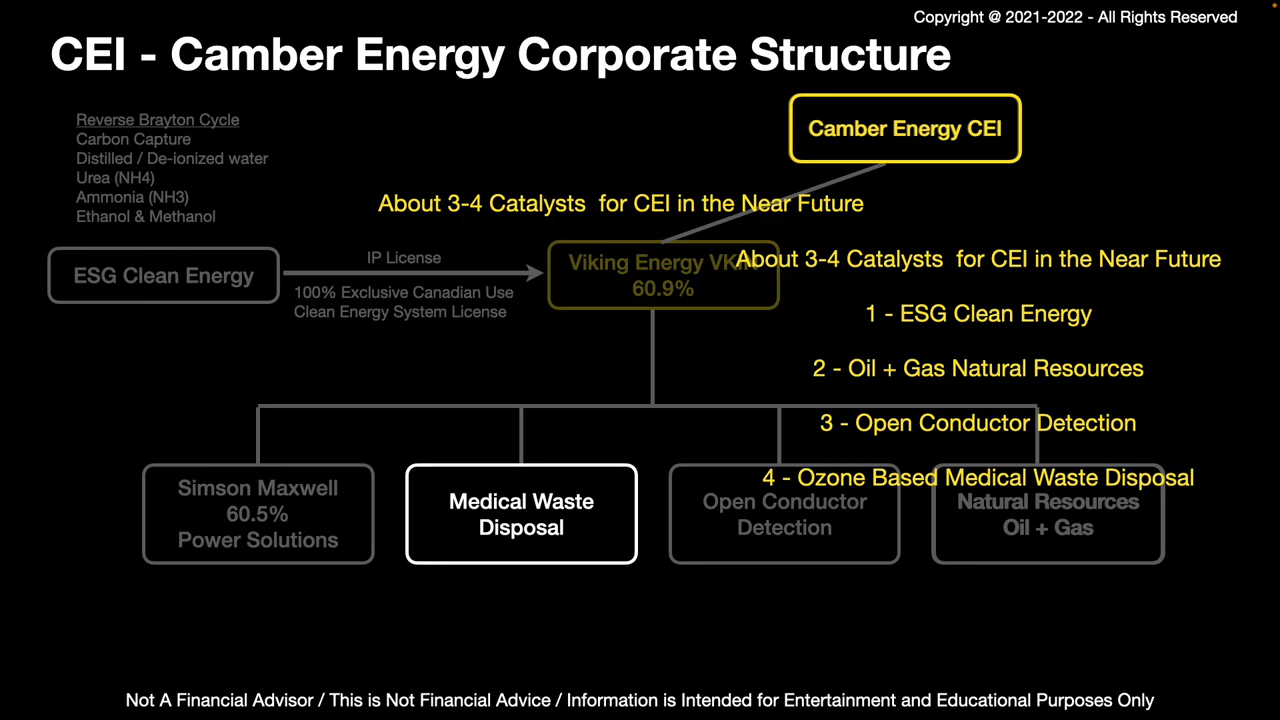 Copyright @ 2021-2022 - All Rights Reserved
CEI - Camber Energy Corporate Structure
Reverse Brayton Cycle
Carbon Capture
Distilled / De-ionized water
Urea (NH4)
Ammonia (NH3)
Ethanol & Methanol
Camber Energy CEI
About 3-4 Catalysts for CEI in the Near Future
ESG Clean Energy
IP License
100% Exclusive Canadian Use
Clean Energy System License
Viking Energy VKIN
60.9%
About 3-4 Catalysts for CEI in the Near Future
1 - ESG Clean Energy
2 - Oil + Gas Natural Resources
3 - Open Conductor Detection
4 - Ozone Based Medical Waste Disposal
Simson Maxwell
60.5%
Power Solutions
Medical Waste
Disposal
Open Conductor
Detection
Natural Resources
Oil + Gas
Not A Financial Advisor / This is Not Financial Advice / Information is Intended for Entertainment and Educational Purposes Only